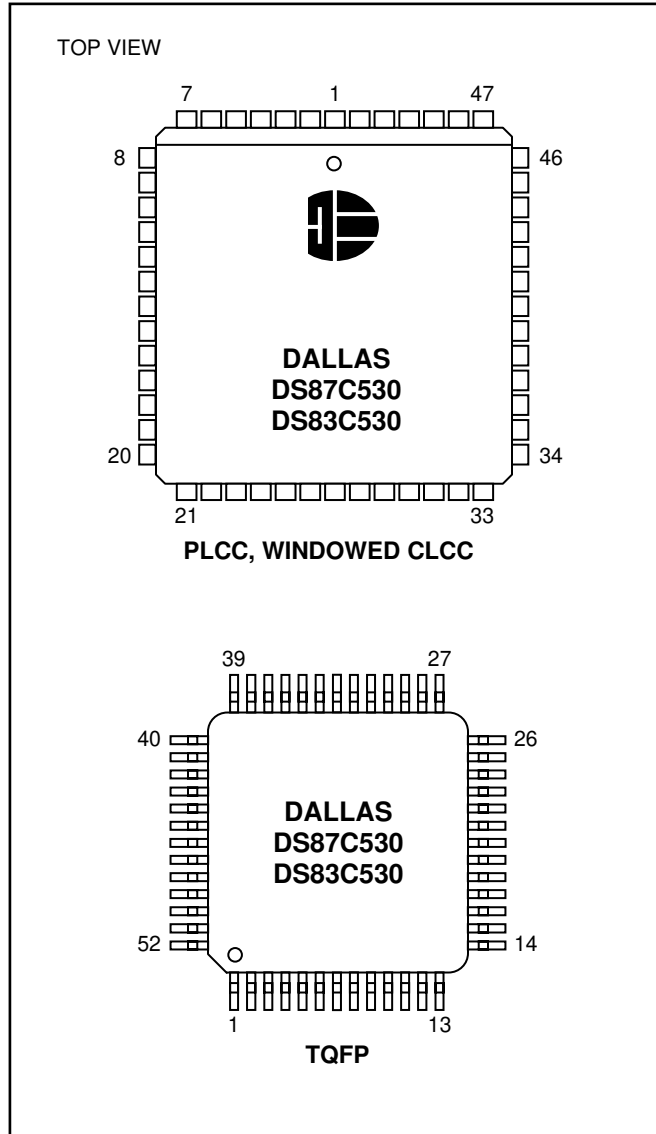 TOP VIEW
7 1 47
8 46
DALLAS
DS87C530
DS83C530
20 34
21 33
PLCC, WINDOWED CLCC
39 27
40 26
DALLAS
DS87C530
DS83C530
52 14
1 13
TQFP